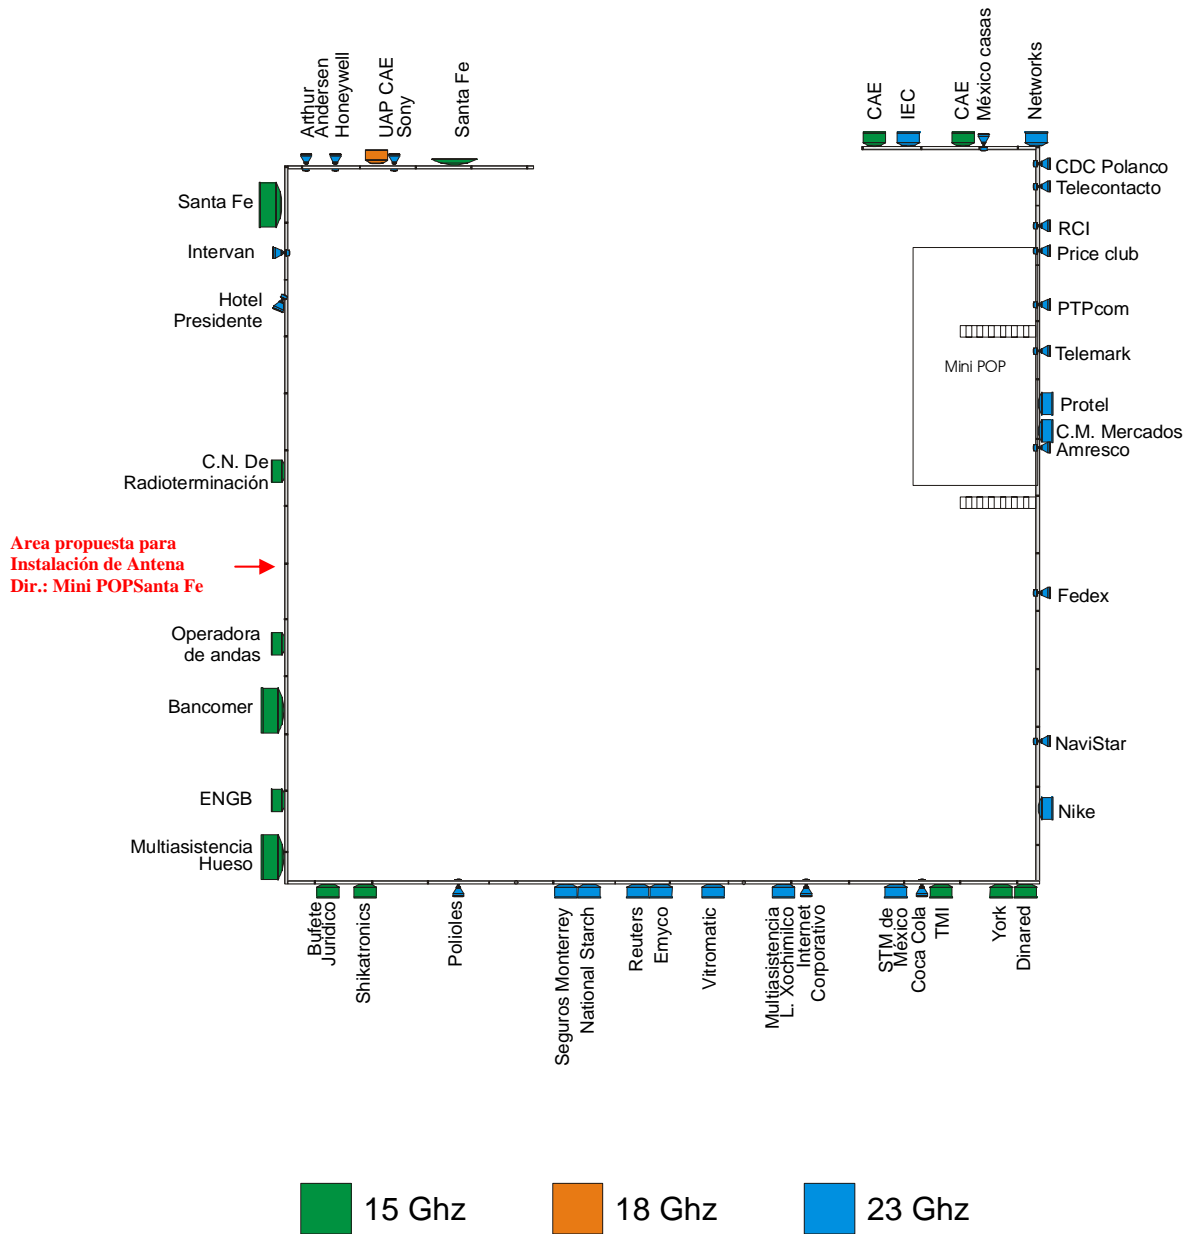 Arthur
Andersen
Honeywell
UAP CAE
Sony
Santa Fe
CAE
IEC
CAE
México casas
Networks
Santa Fe
Intervan
Hotel
Presidente
C.N. De
Radioterminación
Area propuesta para
Instalación de Antena
Dir.: Mini POPSanta Fe
Operadora
de andas
Bancomer
ENGB
Multiasistencia
Hueso
CDC Polanco
Telecontacto
RCI
Price club
PTPcom
Telemark
Mini POP
Protel
C.M. Mercados
Amresco
Fedex
NaviStar
Nike
Bufete
Jurídico
Shikatronics
Polioles
Seguros Monterrey
National Starch
Reuters
Emyco
Vitromatic
Multiasistencia
L. Xochimilco
Internet
Corporativo
STM de
México
Coca Cola
TMI
York
Dinared
15 Ghz
18 Ghz
23 Ghz